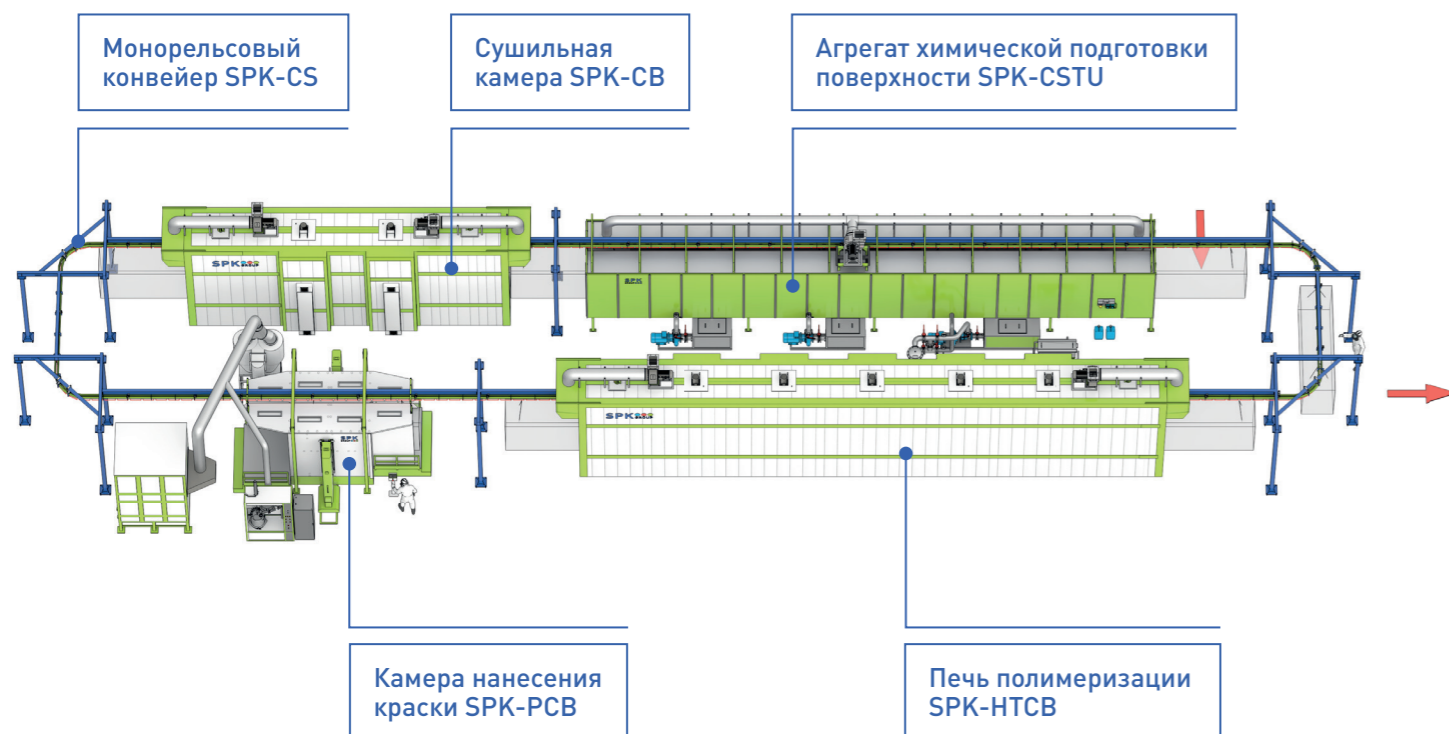 Монорельсовый
конвейер SPK-CS
Сушильная
камера SPK-CB
Агрегат химической подготовки
поверхности SPK-CSTU
SPK
SPK
SPK
SPK
Камера нанесения
краски SPK-PCB
Печь полимеризации
SPK-HTCB